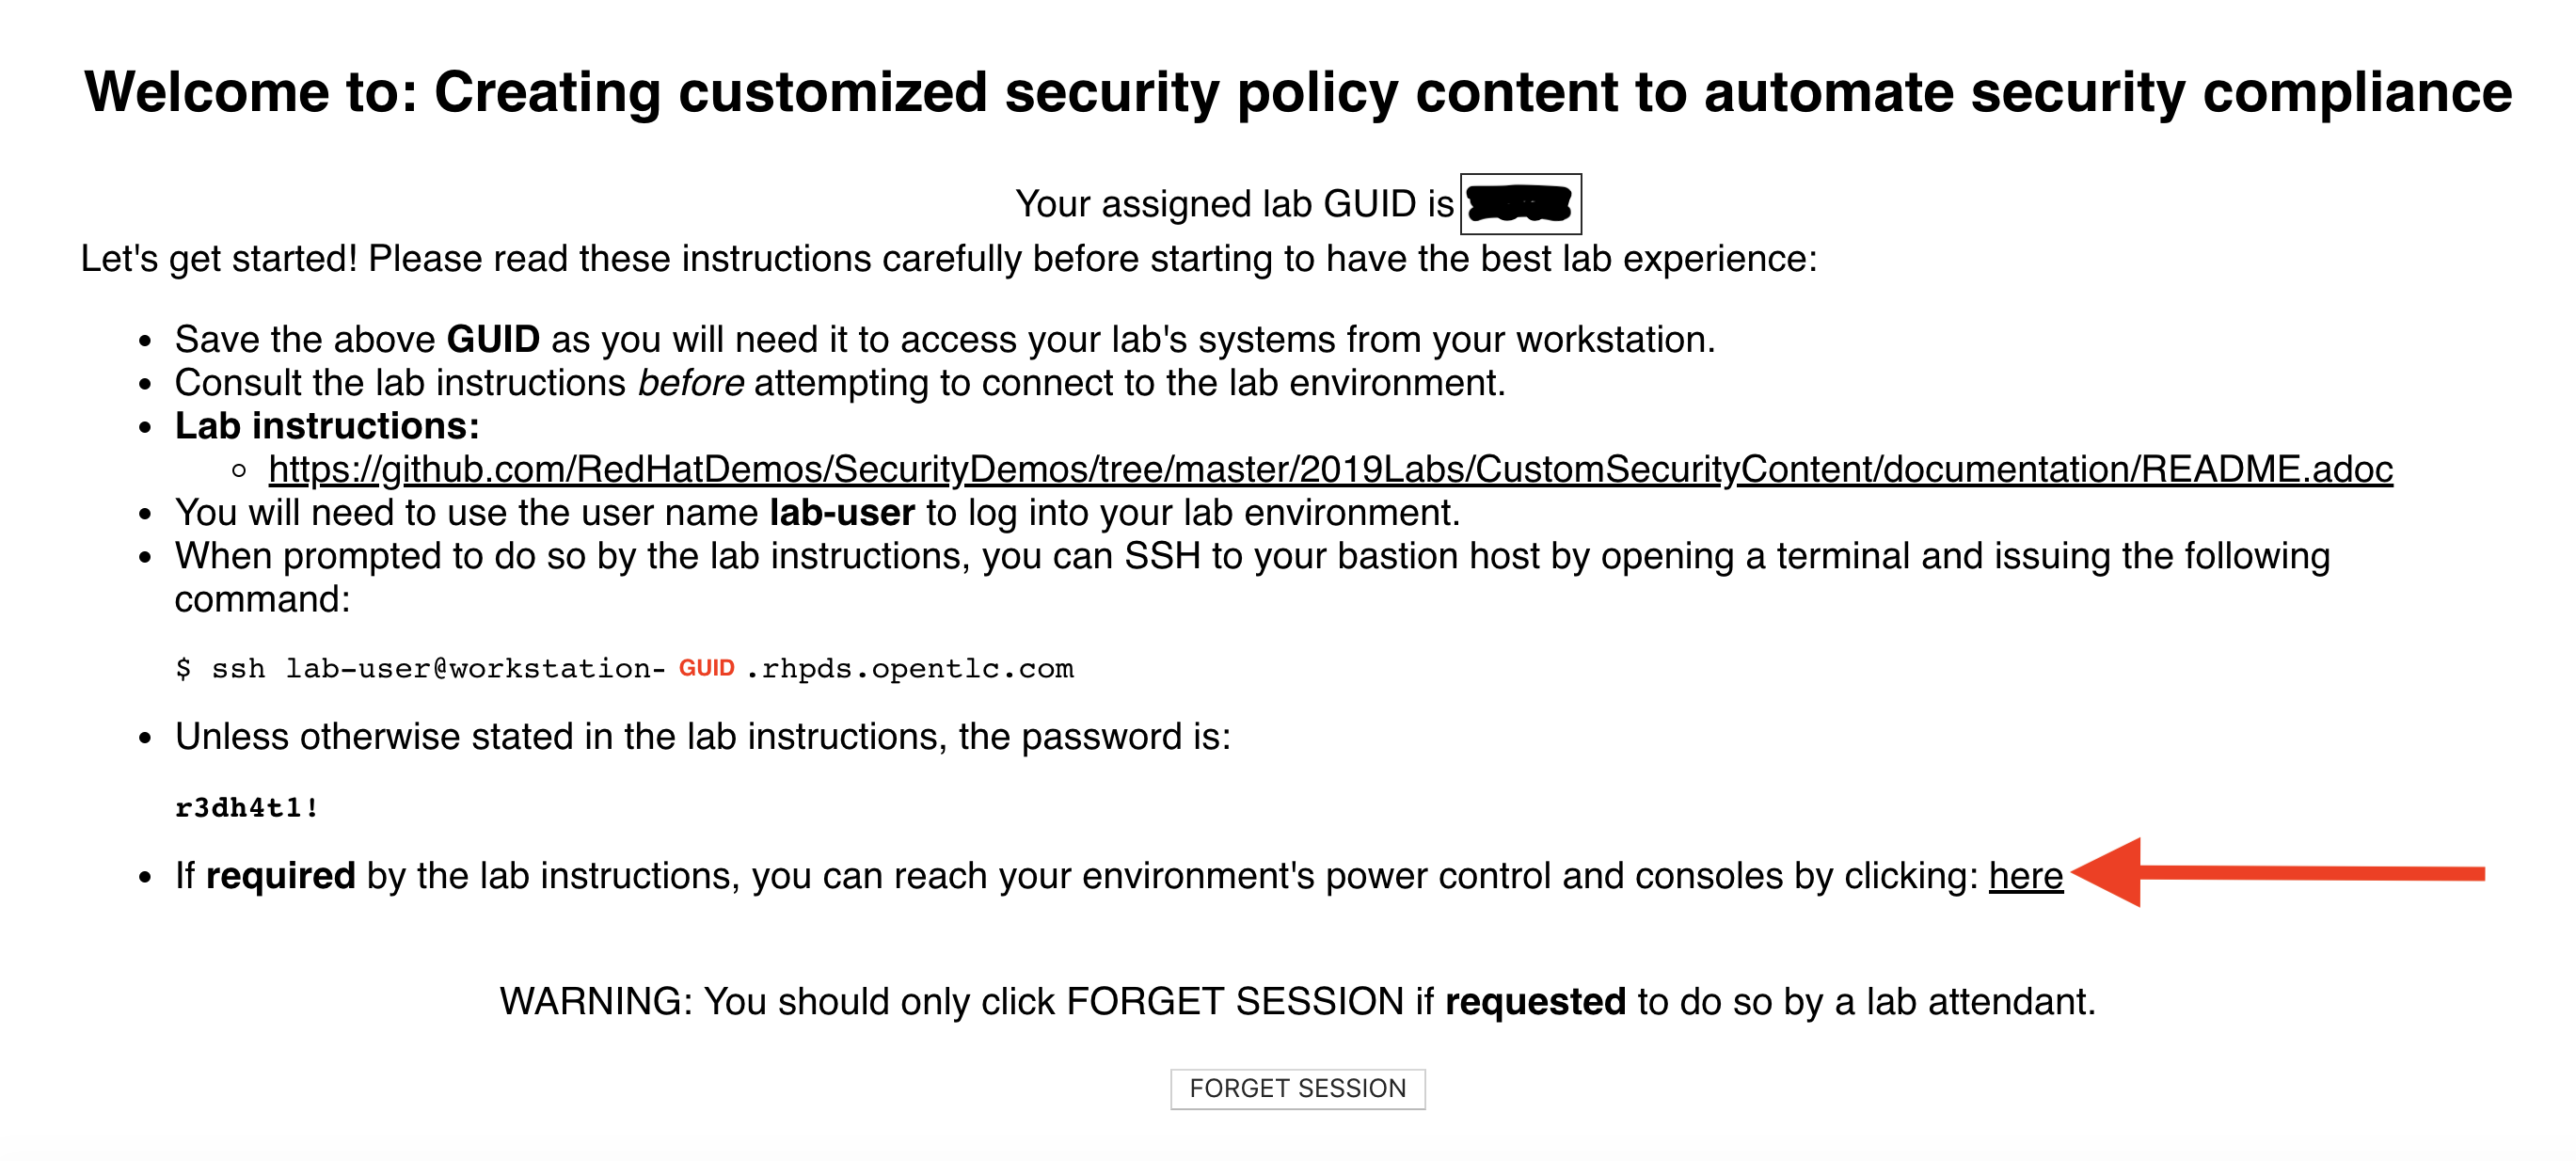 Welcome to: Creating customized security policy content to automate security compliance
Your assigned lab GUID is
Let's get started! Please read these instructions carefully before starting to have the best lab experience:
• Save the above GUID as you will need it to access your lab's systems from your workstation.
• Consult the lab instructions before attempting to connect to the lab environment.
• Lab instructions:
○ https://github.com/RedHatDemos/SecurityDemos/tree/master/2019Labs/CustomSecurityContent/documentation/README.adoc
• You will need to use the user name lab-user to log into your lab environment.
• When prompted to do so by the lab instructions, you can SSH to your bastion host by opening a terminal and issuing the following
command:
$ ssh lab-user@workstation- GUID .rhpds.opentlc.com
• Unless otherwise stated in the lab instructions, the password is:
r3dh4t1!
• If required by the lab instructions, you can reach your environment's power control and consoles by clicking: here
WARNING: You should only click FORGET SESSION if requested to do so by a lab attendant.
FORGET SESSION